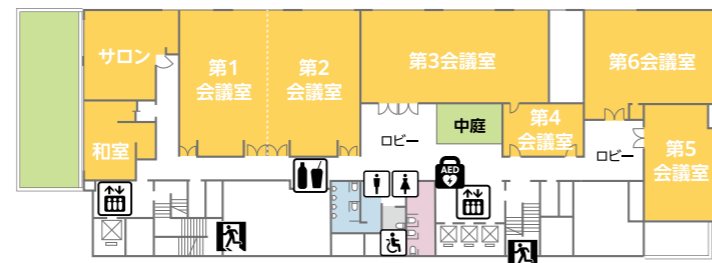 サロン
第1
会議室
第2
会議室
第3会議室
第6会議室
和室
ロビー
中庭
第4
会議室
ロビー
第5
会議室
AED